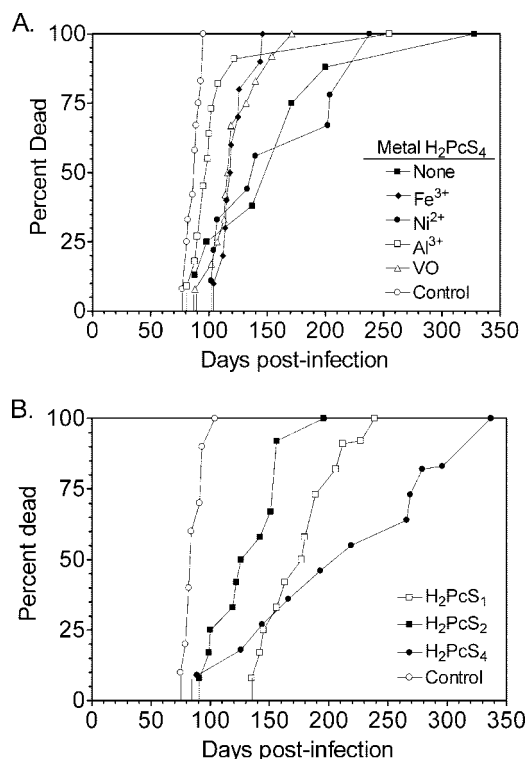 A.
100
75
50
25
0
Percent Dead
Metal H₂PcS₄
None
Fe³⁺
Ni²⁺
Al³⁺
VO
Control
0 50 100 150 200 250 300 350
Days post-infection
B.
100
75
50
25
0
Percent dead
H₂PcS₁
H₂PcS₂
H₂PcS₄
Control
0 50 100 150 200 250 300 350
Days post-infection